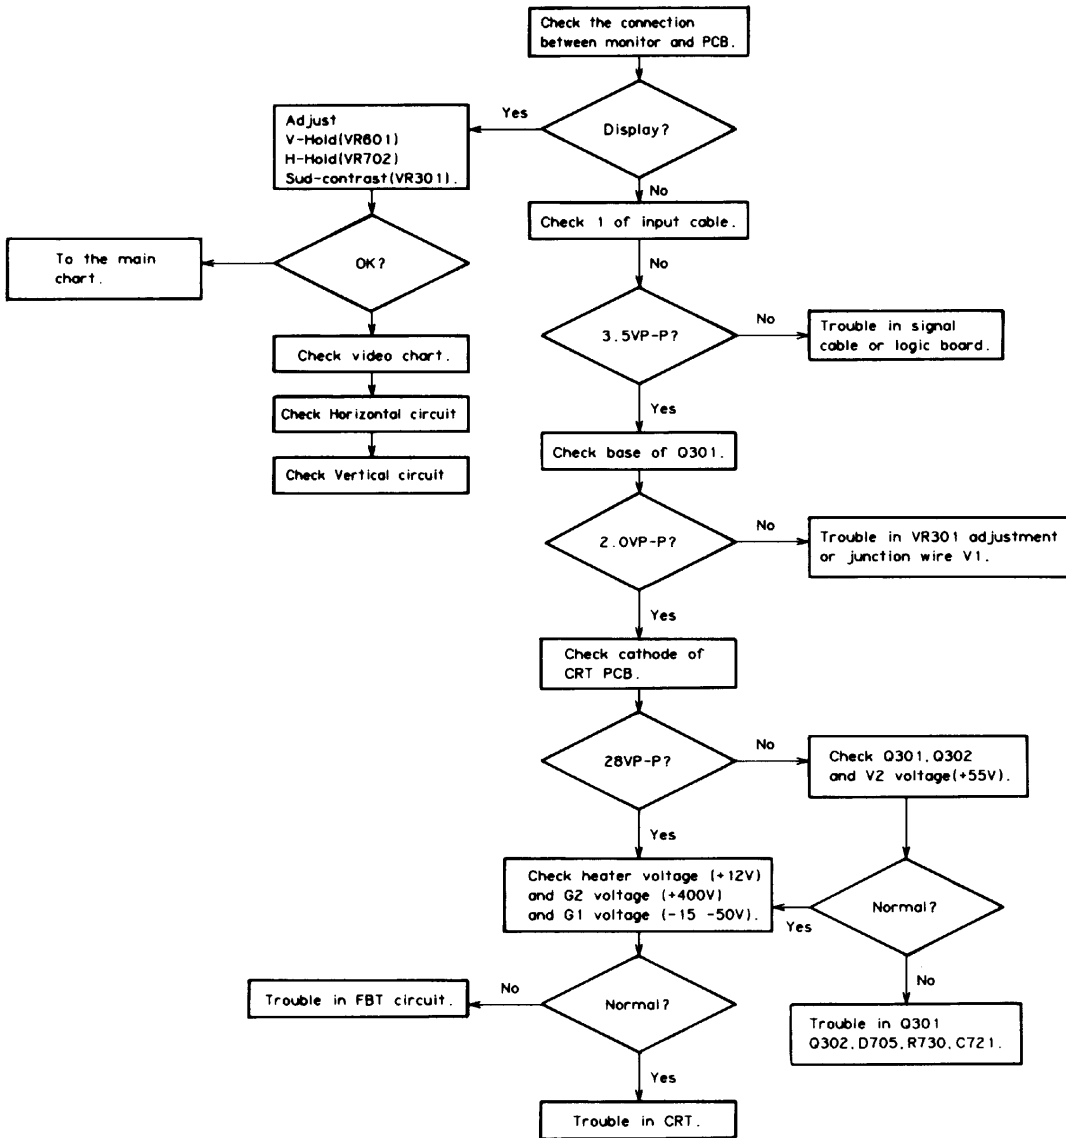 Check the connection
between monitor and PCB.
Display?
Yes
Adjust
V-Hold(VR601)
H-Hold(VR702)
Sud-contrast(VR301).
No
Check 1 of input cable.
OK?
To the main
chart.
No
3.5VP-P?
No
Trouble in signal
cable or logic board.
Check video chart.
Yes
Check Horizontal circuit
Check base of Q301.
Check Vertical circuit
2.0VP-P?
No
Trouble in VR301 adjustment
or junction wire V1.
Yes
Check cathode of
CRT PCB.
28VP-P?
No
Check Q301,Q302
and V2 voltage(+55V).
Yes
Check heater voltage (+12V)
and G2 voltage (+400V)
and G1 voltage (-15 -50V).
Normal?
Yes
No
Trouble in FBT circuit.
No
Normal?
Trouble in Q301
Q302,D705,R730,C721.
Yes
Trouble in CRT.